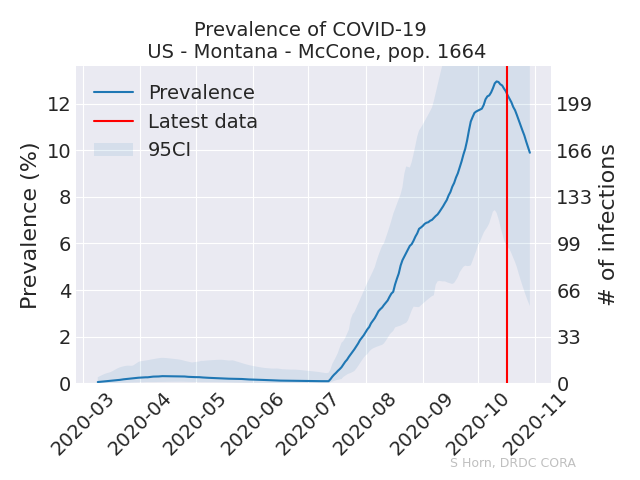 Prevalence of COVID-19
US - Montana - McCone, pop. 1664
Prevalence
Latest data
95CI
Prevalence (%)
12
10
8
6
4
2
0
199
166
133
99
66
33
0
# of infections
2020-03
2020-04
2020-05
2020-06
2020-07
2020-08
2020-09
2020-10
2020-11
S Horn, DRDC CORA